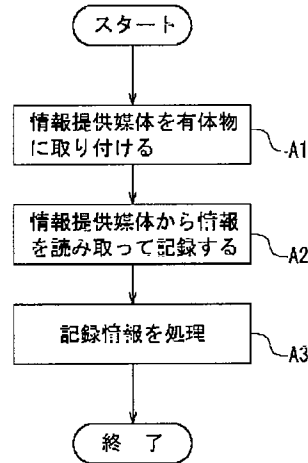 スタート
情報提供媒体を有体物
に取り付ける
A1
情報提供媒体から情報
を読み取って記録する
A2
記録情報を処理
A3
終 了